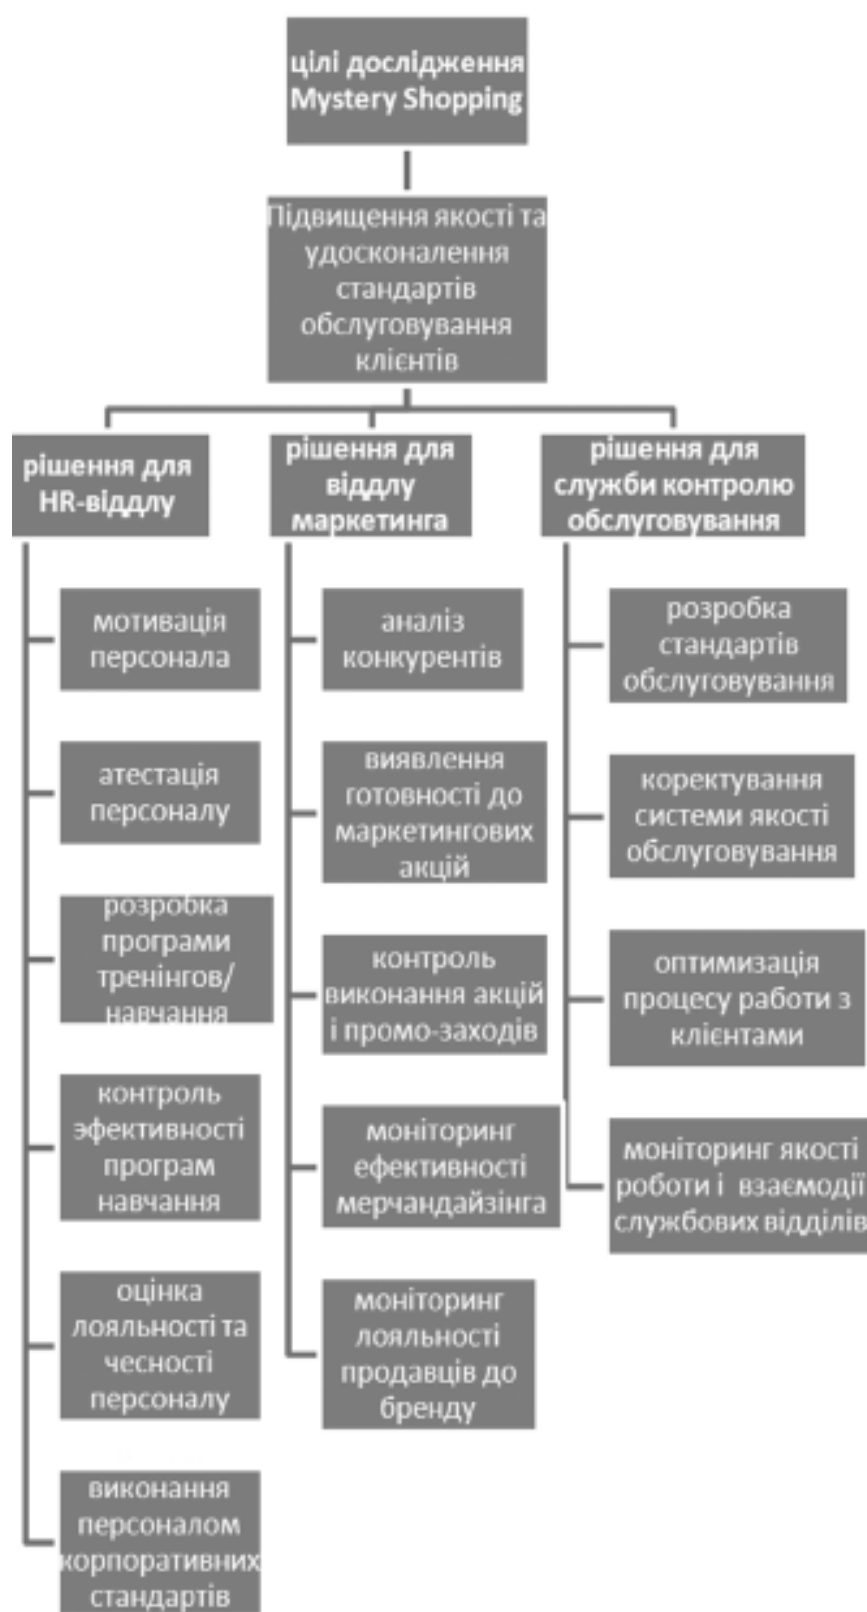 цілі дослідження
Mystery Shopping
Підвищення якості та
удосконалення
стандартів
обслуговування
клієнтів
рішення для
HR-віддлу
рішення для
віддлу
маркетинга
рішення для
служби контролю
обслуговування
мотивація
персонала
атестація
персоналу
розробка
програми
тренінгов/
навчання
контроль
эфективності
програм
навчання
оцінка
лояльності та
чесності
персоналу
виконання
персоналом
корпоративних
стандартів
аналіз
конкурентів
виявлення
готовності до
маркетингових
акцій
контроль
виконання акцій
і промо-заходів
моніторинг
ефективності
мерчандайзінга
моніторинг
лояльності
продавців до
бренду
розробка
стандартів
обслуговування
коректування
системи якості
обслуговування
оптимизація
процесу работи з
клієнтами
моніторинг якості
роботи і взаємодії
службових відділів